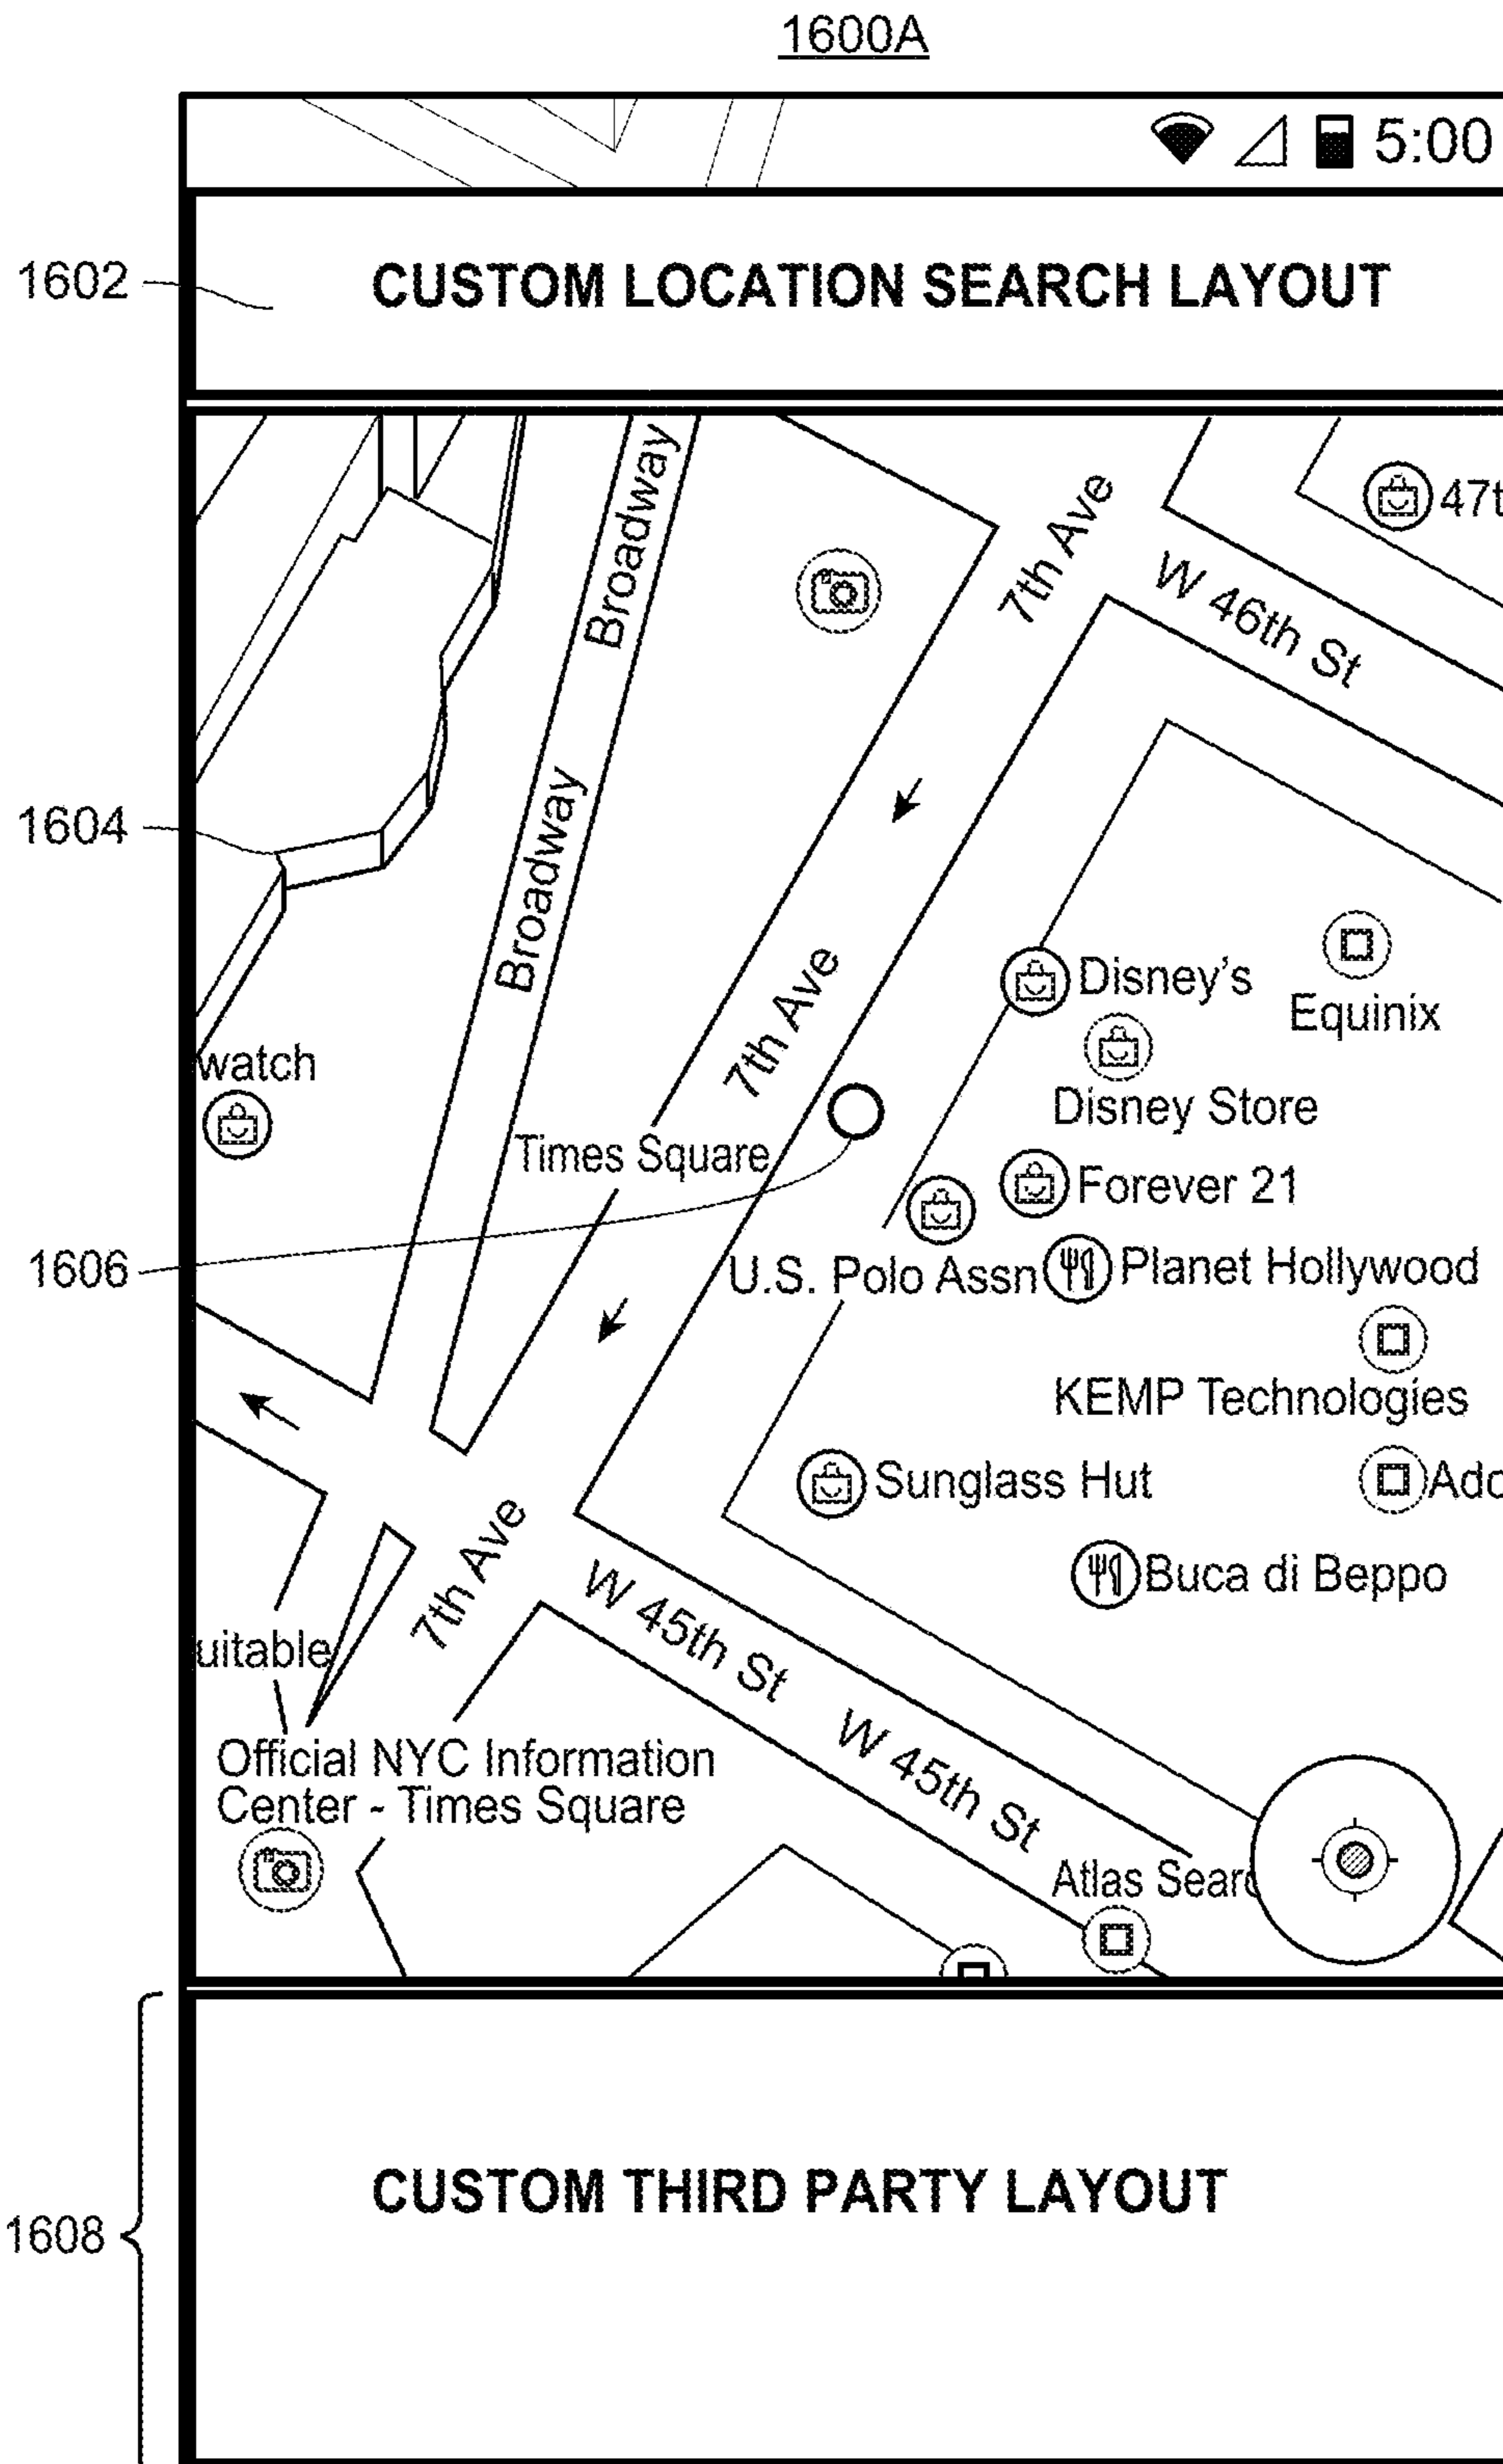 1600A
5:00
1602
CUSTOM LOCATION SEARCH LAYOUT
Broadway
7th Ave
47t
W 46th St
Broadway
1604
7th Ave
Disney's
Equinix
watch
Disney Store
Times Square
Forever 21
1606
U.S. Polo Assn
Planet Hollywood
KEMP Technologies
Sunglass Hut
7th Ave
Buca di Beppo
W 45th St
uitable
W 45th St
Official NYC Information
Center - Times Square
Atlas Sear
CUSTOM THIRD PARTY LAYOUT
1608